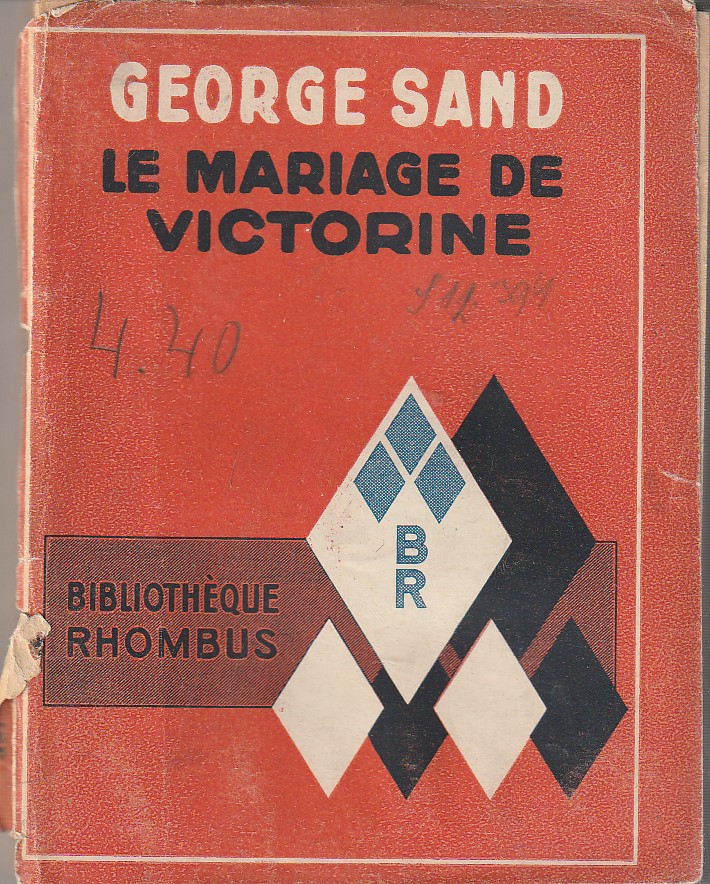 GEORGE SAND
LE MARIAGE DE
VICTORINE
4.40
B
R
BIBLIOTHÈQUE
RHOMBUS